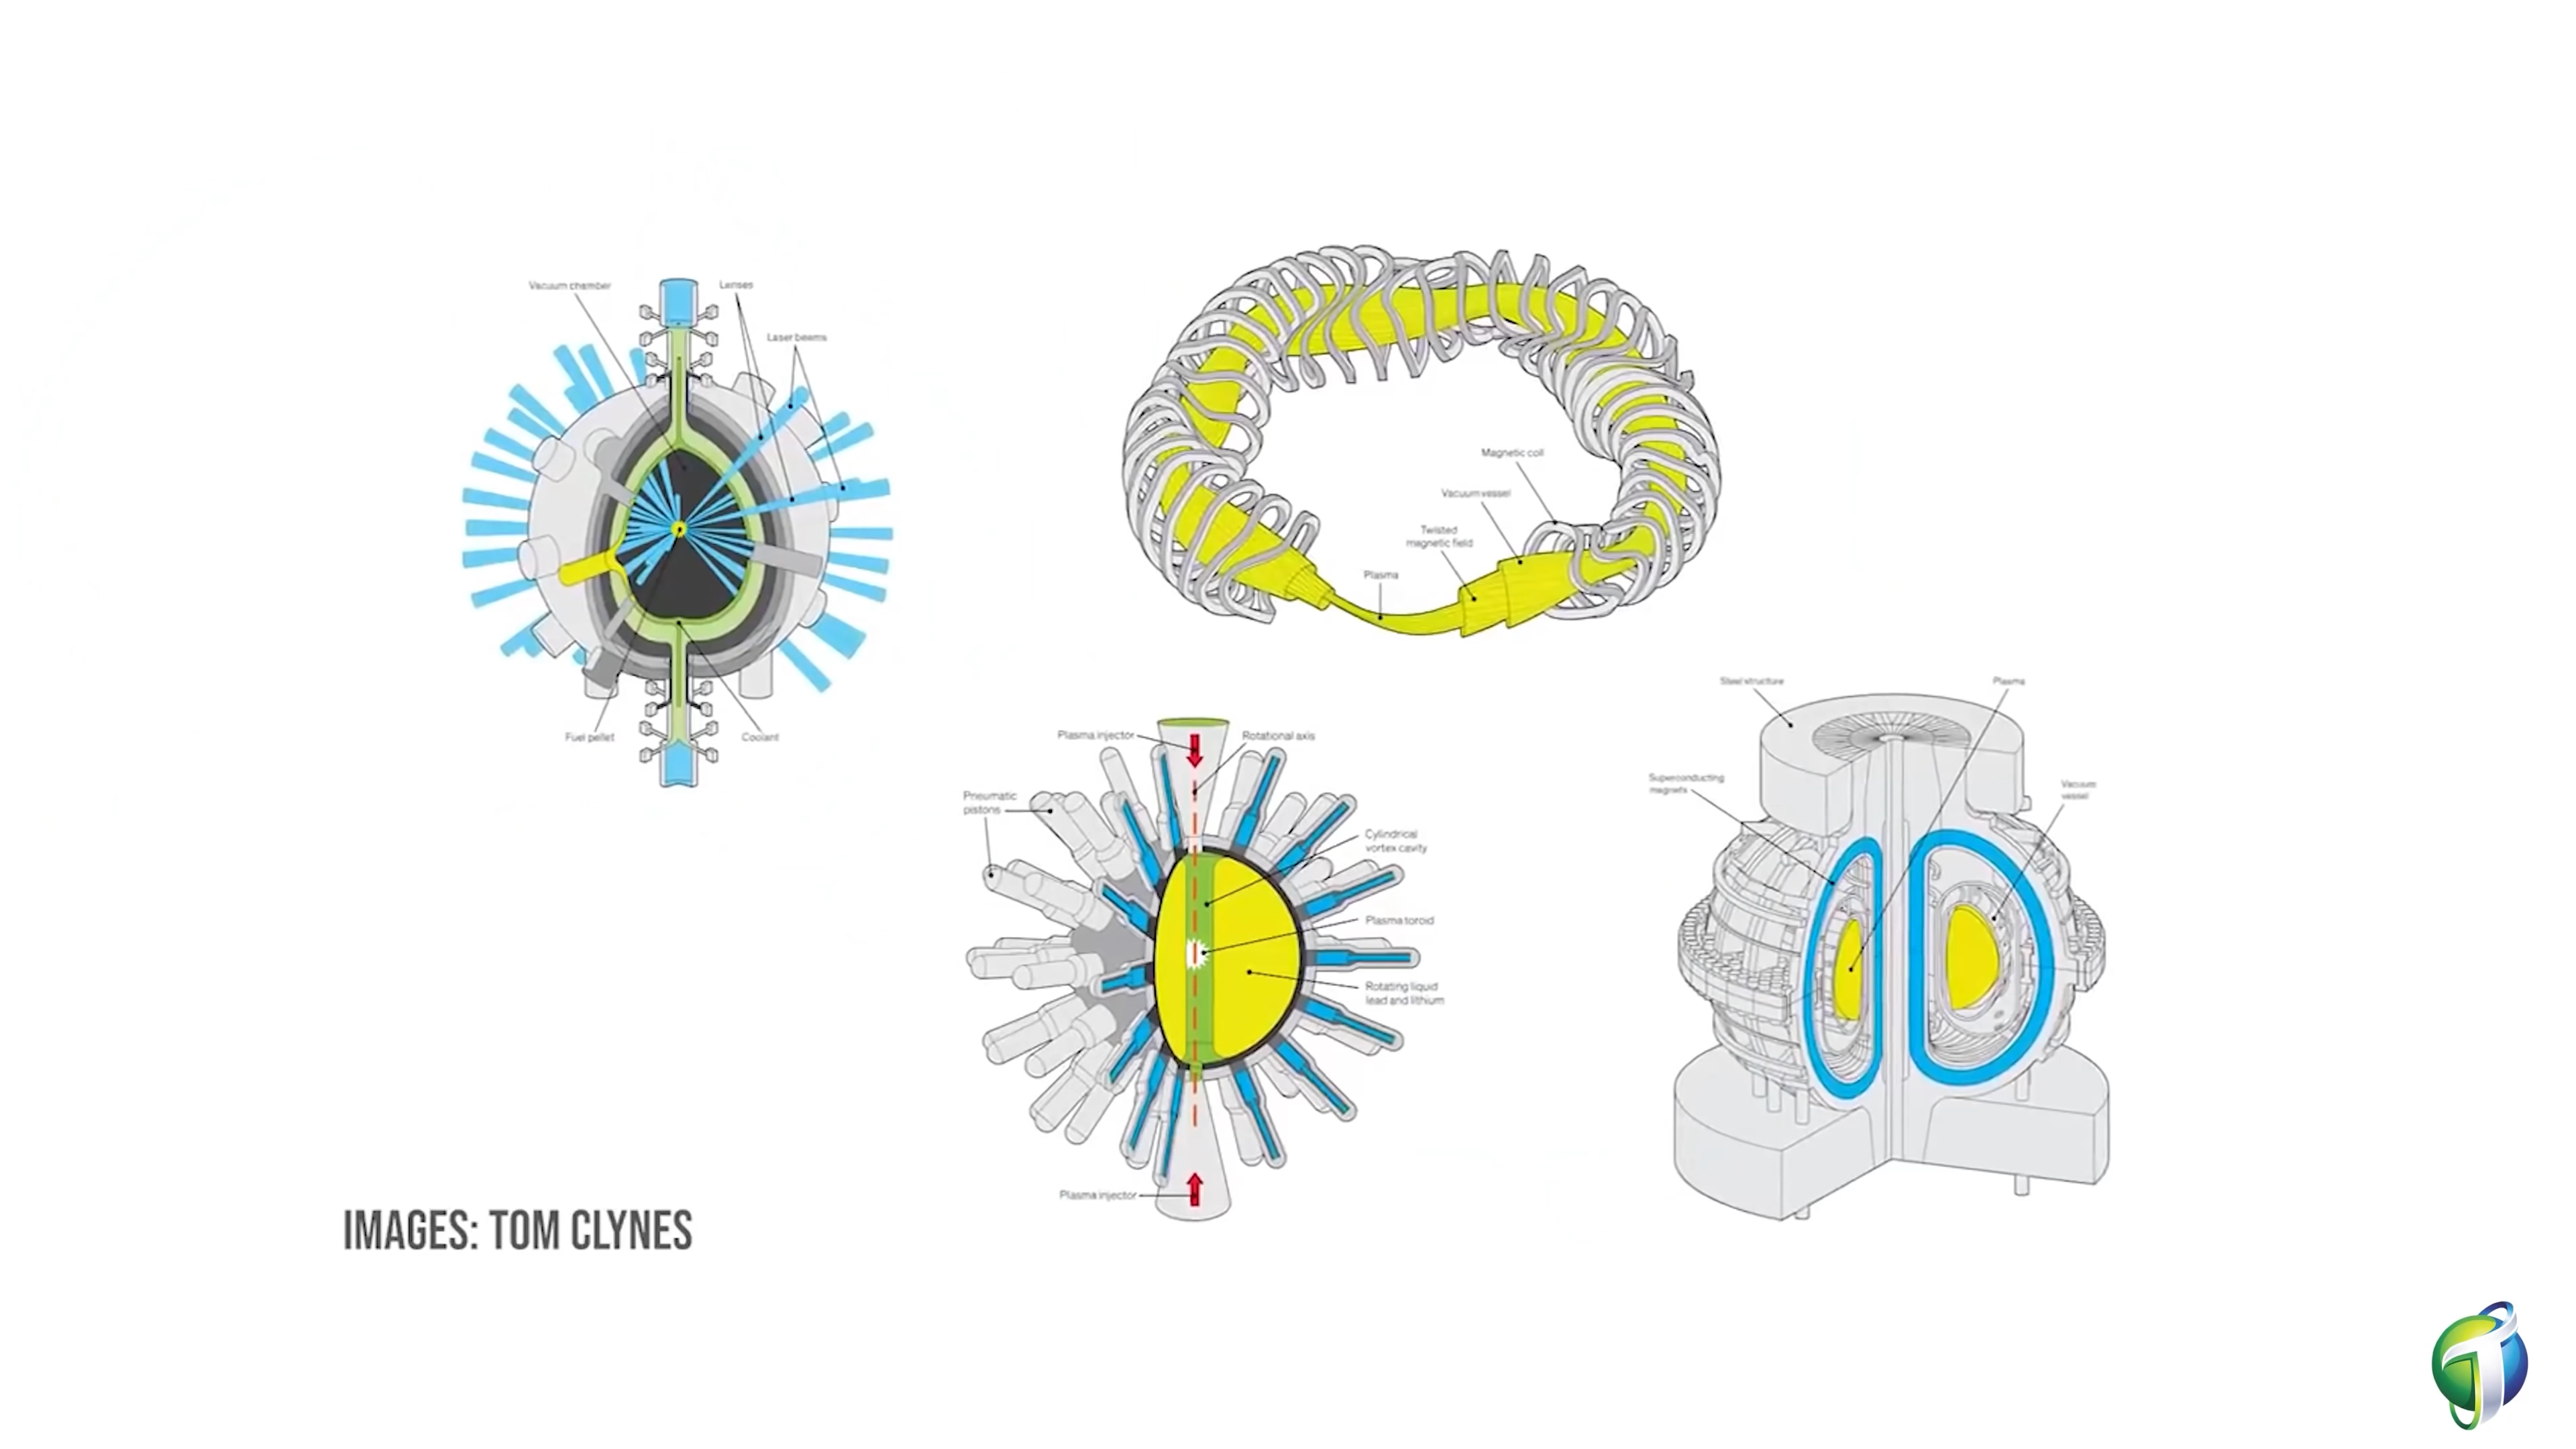 Vacuum chamber
Lenses
Laser beams
Fuel pellet
Coolant
Magnetic coil
Vacuum vessel
Twisted
magnetic field
Plasma
Plasma injector
Rotational axis
Pneumatic
pistons
Cylindrical
vortex cavity
Plasma toroid
Rotating liquid
lead and lithium
Plasma injector
Steel structure
Plasma
Superconducting
magnets
Vacuum
vessel
IMAGES: TOM CLYNES
T